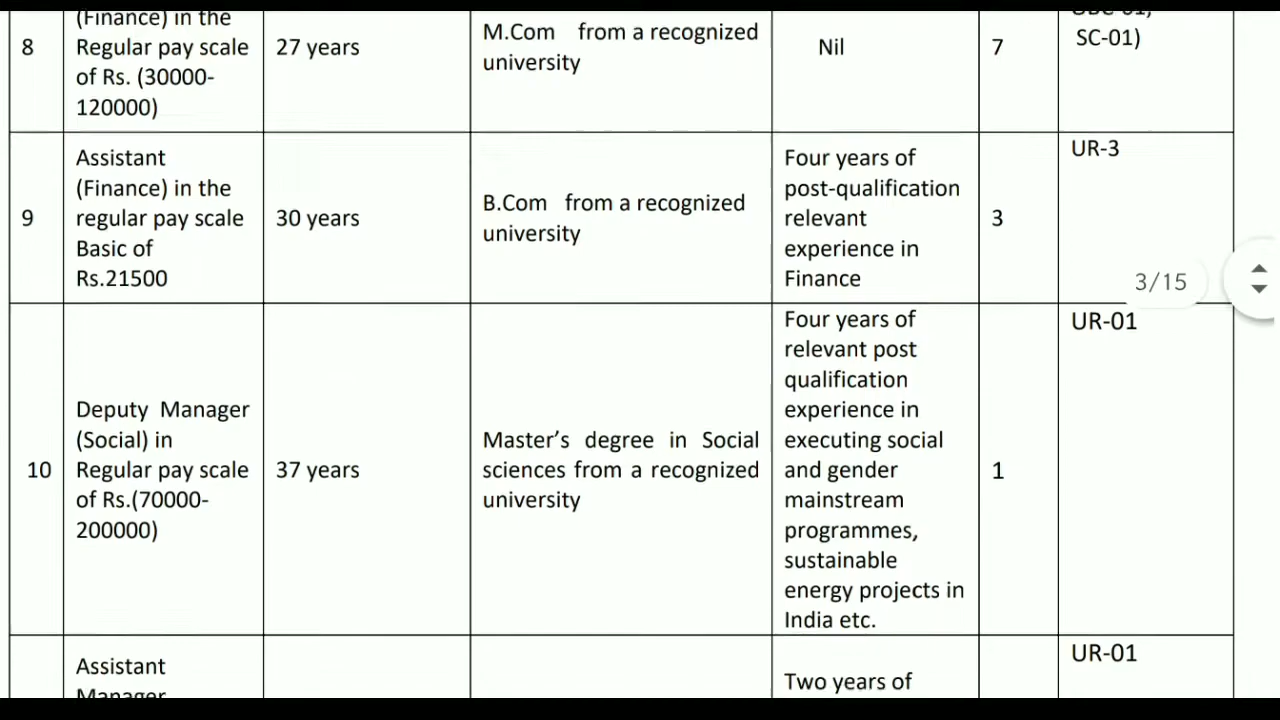 (Finance) in the
8
Regular pay scale
of Rs. (30000-
120000)
27 years
M.Com from a recognized
university
Nil
7
SC-01)
9
Assistant
(Finance) in the
regular pay scale
Basic of
Rs.21500
30 years
B.Com from a recognized
university
Four years of
post-qualification
relevant
experience in
Finance
3
UR-3
3/15
10
Deputy Manager
(Social) in
Regular pay scale
of Rs.(70000-
200000)
37 years
Master's degree in Social
sciences from a recognized
university
Four years of
relevant post
qualification
experience in
executing social
and gender
mainstream
programmes,
sustainable
energy projects in
India etc.
1
UR-01
Assistant
Manager
Two years of
UR-01